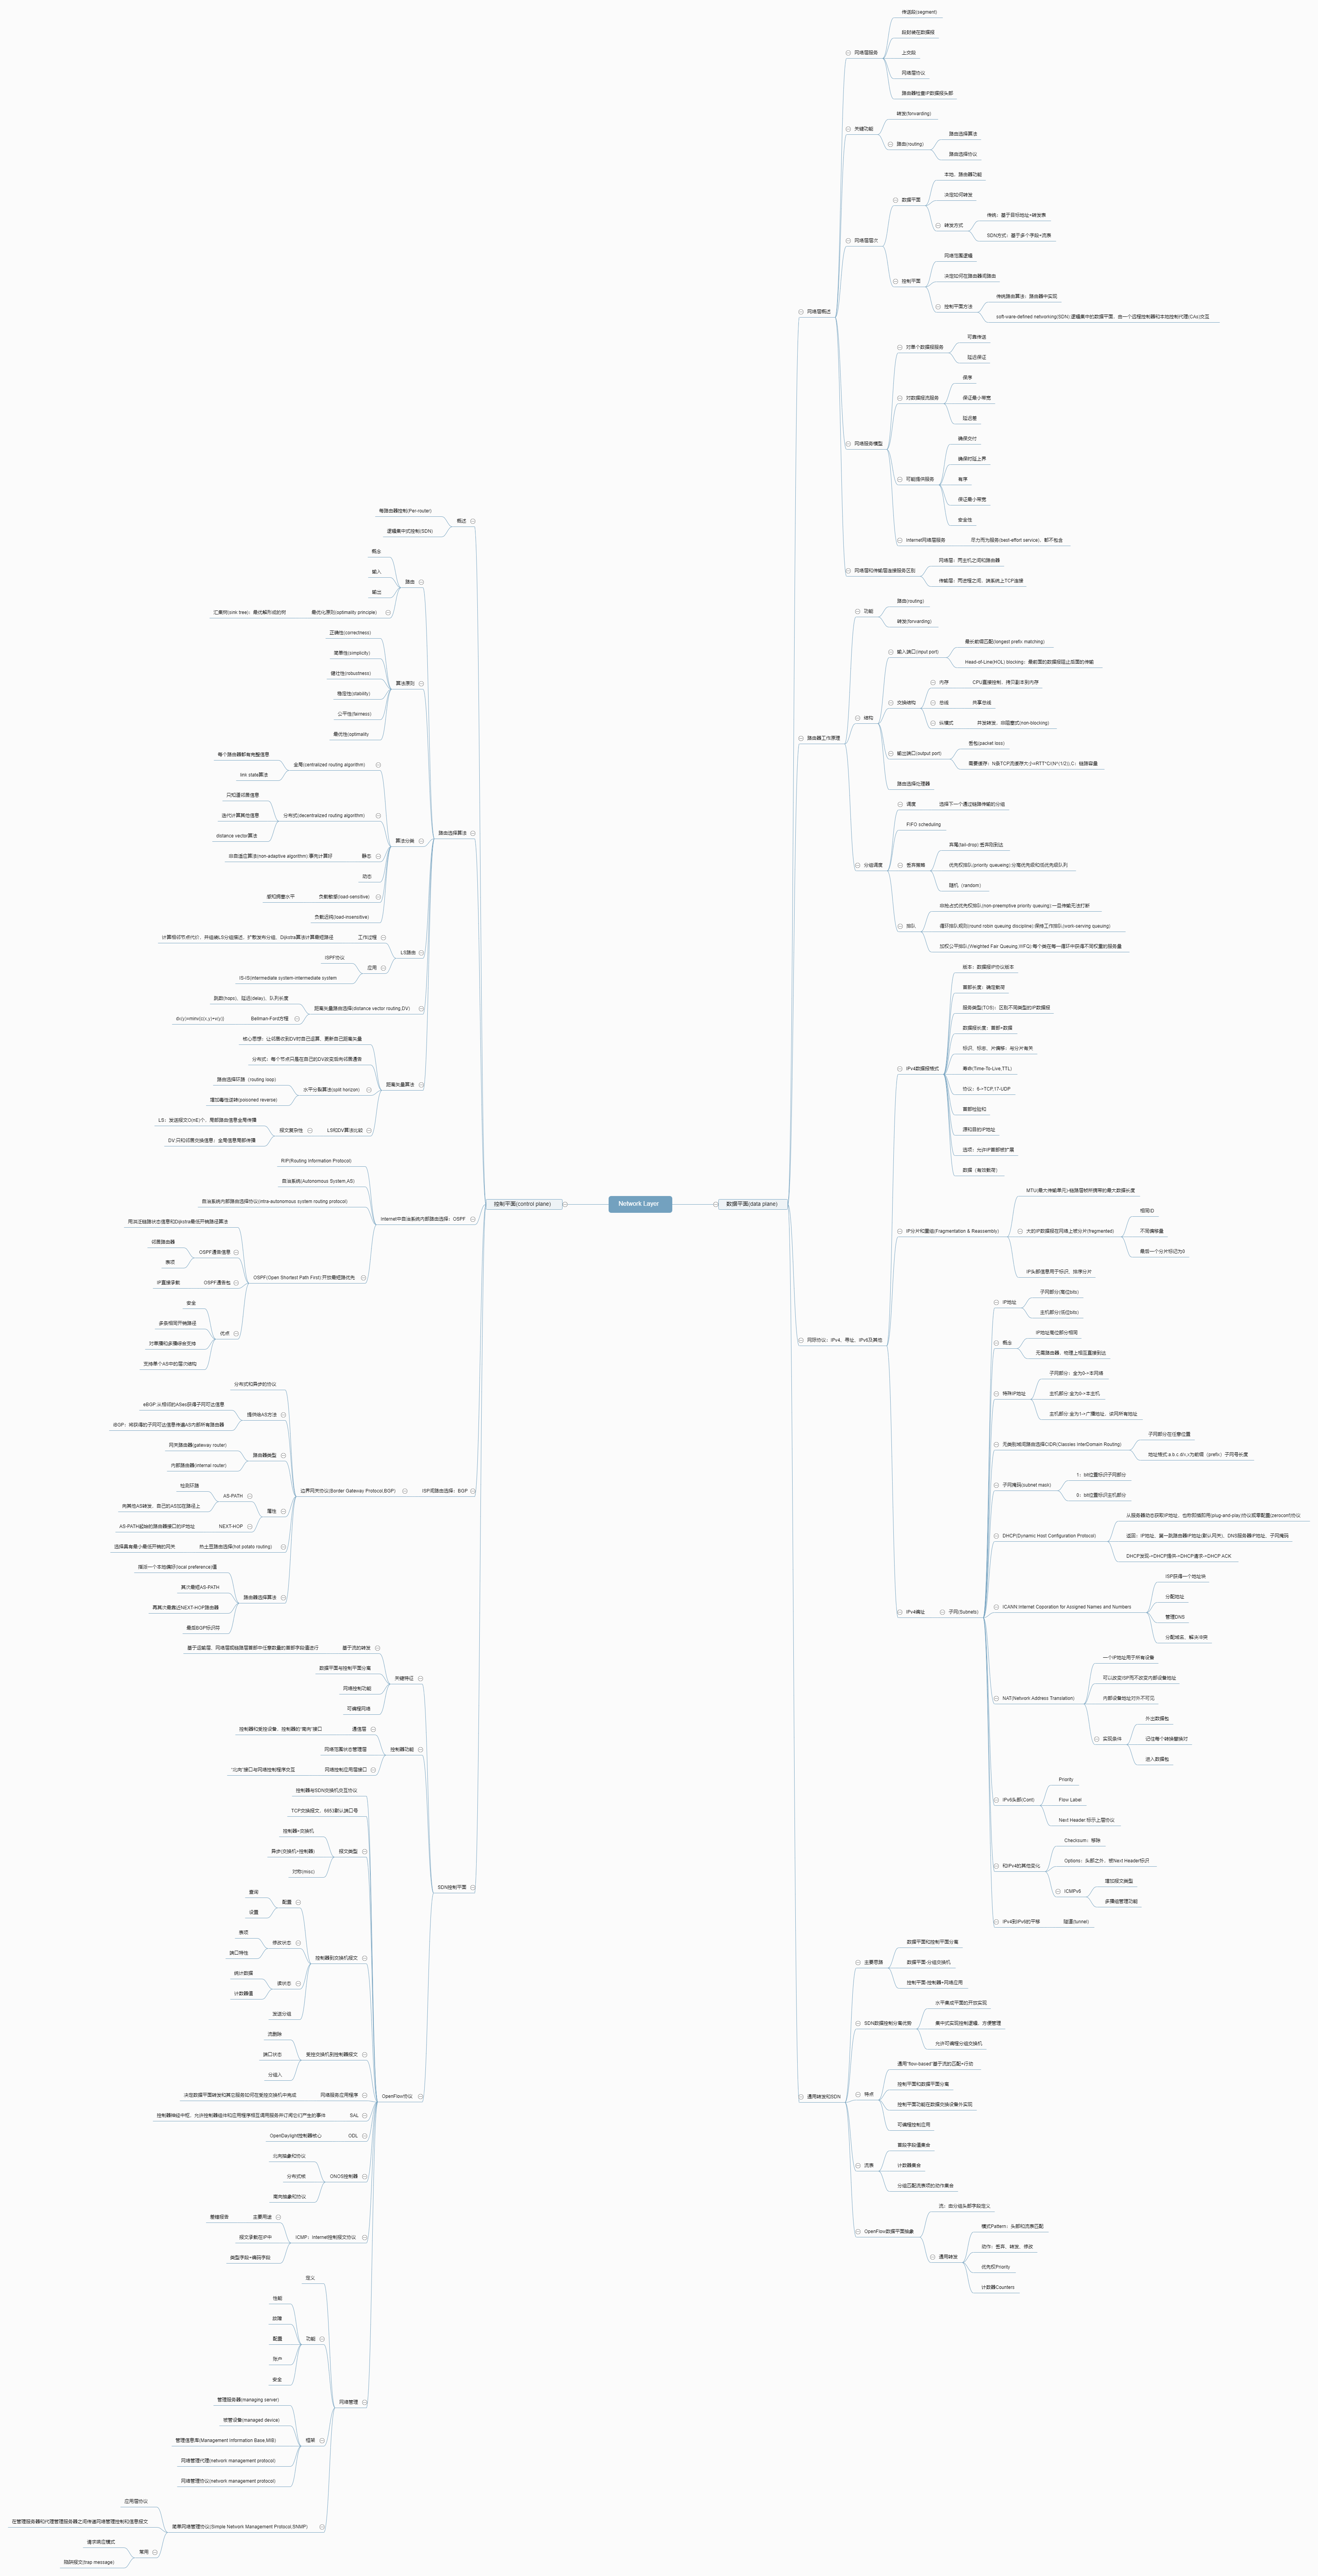 Network Layer
数据平面(data plane)
网络层概述
网络层服务
传送段(segment)
段封装在数据报
上交段
网络层协议
路由器检查IP数据报头部
关键功能
转发(forwarding)
路由(routing)
路由选择算法
路由选择协议
网络层层次
数据平面
本地、路由器功能
决定如何转发
转发方式
传统：基于目标地址+转发表
SDN方式：基于多个字段+流表
控制平面
网络范围逻辑
决定如何在路由器间路由
控制平面方法
传统路由算法：路由器中实现
soft-ware-defined networking(SDN):逻辑集中的数据平面，由一个远程控制器和本地控制代理(CAs)交互
网络服务模型
对单个数据报服务
可靠传送
延迟保证
对数据报流服务
保序
保证最小带宽
延迟差
可能提供服务
确保交付
确保时延上界
有序
保证最小带宽
安全性
internet网络层服务
尽力而为服务(best-effort service)，都不包含
网络层和传输层连接服务区别
网络层：两主机之间和路由器
传输层：两进程之间，端系统上TCP连接
路由器工作原理
功能
路由(routing)
转发(forwarding)
结构
输入端口(input port)
最长前缀匹配(longest prefix matching)
Head-of-Line(HOL) blocking：最前面的数据报阻止后面的传输
交换结构
内存
CPU直接控制，拷贝副本到内存
总线
共享总线
纵横式
并发转发，非阻塞式(non-blocking)
输出端口(output port)
丢包(packet loss)
需要缓存：N条TCP流缓存大小=RTT*C/(N^(1/2)),C：链路容量
路由选择处理器
分组调度
调度
选择下一个通过链路传输的分组
FIFO scheduling
丢弃策略
弃尾(tail-drop):丢弃刚到达
优先权排队(priority queueing):分高优先级和低优先级队列
随机（random）
排队
非抢占式优先权排队(non-preemptive priority queuing):一旦传输无法打断
循环排队规则(round robin queuing discipline):保持工作排队(work-serving queuing)
加权公平排队(Weighted Fair Queuing,WFQ):每个类在每一循环中获得不同权重的服务量
网际协议：IPv4、寻址、IPv6及其他
IPv4数据报格式
版本：数据报IP协议版本
首部长度：确定载荷
服务类型(TOS)：区别不同类型的IP数据报
数据报长度：首部+数据
标识、标志、片偏移：与分片有关
寿命(Time-To-Live,TTL)
协议：6->TCP,17-UDP
首部检验和
源和目的IP地址
选项：允许IP首部被扩展
数据（有效载荷）
IP分片和重组(Fragmentation & Reassembly)
MTU(最大传输单元)=链路层帧所携带的最大数据长度
大的IP数据报在网络上被分片(fragmented)
相同ID
不同偏移量
最后一个分片标记为0
IP头部信息用于标识、排序分片
IPv4编址
子网(Subnets)
IP地址
子网部分(高位bits)
主机部分(低位bits)
概念
IP地址高位部分相同
无需路由器，物理上相互直接到达
特殊IP地址
子网部分：全为0->本网络
主机部分:全为0->本主机
主机部分:全为1->广播地址，该网所有地址
无类别域间路由选择CIDR(Classles InterDomain Routing)
子网部分在任意位置
地址格式:a.b.c.d/x,x为前缀（prefix）子网号长度
子网掩码(subnet mask)
1：bit位置标识子网部分
0：bit位置标识主机部分
DHCP(Dynamic Host Configuration Protocol)
从服务器动态获取IP地址，也称即插即用(plug-and-play)协议或零配置(zeroconf)协议
返回：IP地址、第一跳路由器IP地址(默认网关)、DNS服务器IP地址、子网掩码
DHCP发现->DHCP提供->DHCP请求->DHCP ACK
ICANN:Internet Coporation for Assigned Names and Numbers
ISP获得一个地址块
分配地址
管理DNS
分配域名，解决冲突
NAT(Network Address Translation)
一个IP地址用于所有设备
可以改变ISP而不改变内部设备地址
内部设备地址对外不可见
实现条件
外出数据包
记住每个转换替换对
进入数据包
IPv6头部(Cont)
Priority
Flow Label
Next Header:标示上层协议
和IPv4的其他变化
Checksum：移除
Options：头部之外，被Next Header标识
ICMPv6
增加报文类型
多播组管理功能
IPv4到IPv6的平移
隧道(tunnel)
通用转发和SDN
主要思路
数据平面和控制平面分离
数据平面-分组交换机
控制平面-控制器+网络应用
SDN数据控制分离优势
水平集成平面的开放实现
集中式实现控制逻辑，方便管理
允许可编程分组交换机
特点
通用"flow-based"基于流的匹配+行动
控制平面和数据平面分离
控制平面功能在数据交换设备外实现
可编程控制应用
流表
首部字段值集合
计数器集合
分组匹配流表项的动作集合
OpenFlow数据平面抽象
流：由分组头部字段定义
通用转发
模式Pattern：头部和流表匹配
动作：丢弃、转发、修改
优先权Priority
计数器Counters
控制平面(control plane)
概述
每路由器控制(Per-router)
逻辑集中式控制(SDN)
路由选择算法
路由
概念
输入
输出
最优化原则(optimality principle)
汇集树(sink tree)：最优解形成的树
算法原则
正确性(correctness)
简单性(simplicity)
健壮性(robustness)
稳定性(stability)
公平性(fairness)
最优性(optimality
算法分类
全局(centralized routing algorithm)
每个路由器都有完整信息
link state算法
分布式(decentralized routing algorithm)
只知道邻居信息
迭代计算其他信息
distance vector算法
静态
非自适应算法(non-adaptive algorithm):事先计算好
动态
负载敏感(load-sensitive)
感知拥塞水平
负载迟钝(load-insensitive)
LS路由
工作过程
计算相邻节点代价、并组装LS分组描述、扩散发布分组、Dijkstra算法计算最短路径
应用
ISPF协议
IS-IS(intermediate system-intermediate system
距离矢量路由选择(distance vector routing,DV)
跳数(hops)、延迟(delay)、队列长度
Bellman-Ford方程
dx(y)=minv{c(x,y)+v(y)}
距离矢量算法
核心思想：让邻居收到DV时自己运算，更新自己距离矢量
分布式：每个节点只是在自己的DV改变后向邻居通告
水平分裂算法(split horizon)
路由选择环路（routing loop）
增加毒性逆转(poisoned reverse)
LS和DV算法比较
报文复杂性
LS：发送报文O(nE)个，局部路由信息全局传播
DV:只和邻居交换信息：全局信息局部传播
internet中自治系统内部路由选择：OSPF
RIP(Routing Information Protocol)
自治系统(Autonomous System,AS)
自治系统内部路由选择协议(intra-autonomous system routing protocol)
OSPF(Open Shortest Path First):开放最短路优先
用洪泛链路状态信息和Dijkstra最低开销路径算法
OSPF通告信息
邻居路由器
表项
OSPF通告包
IP直接承载
优点
安全
多条相同开销路径
对单播和多播综合支持
支持单个AS中的层次结构
ISP间路由选择：BGP
边界网关协议(Border Gateway Protocol,BGP)
分布式和异步的协议
提供给AS方法
eBGP:从相邻的ASes获得子网可达信息
iBGP：将获得的子网可达信息传遍AS内部所有路由器
路由器类型
网关路由器(gateway router)
内部路由器(internal router)
属性
AS-PATH
检测环路
向其他AS转发，自己的AS加在路径上
NEXT-HOP
AS-PATH起始的路由器接口的IP地址
热土豆路由选择(hot potato routing)
选择具有最小最低开销的网关
路由器选择算法
指派一个本地偏好(local preference)值
其次最短AS-PATH
再其次最靠近NEXT-HOP路由器
最后BGP标识符
SDN控制平面
关键特征
基于流的转发
基于运输层、网络层或链路层首部中任意数量的首部字段值进行
数据平面与控制平面分离
网络控制功能
可编程网络
控制器功能
通信层
控制器和受控设备，控制器的"南向"接口
网络范围状态管理层
网络控制应用层接口
"北向"接口与网络控制程序交互
OpenFlow协议
控制器与SDN交换机交互协议
TCP交换报文，6653默认端口号
报文类型
控制器+交换机
异步(交换机+控制器)
对称(misc)
控制器到交换机报文
配置
查询
设置
修改状态
表项
端口特性
读状态
统计数据
计数器值
发送分组
受控交换机到控制器报文
流删除
端口状态
分组入
网络服务应用程序
决定数据平面转发和其它服务如何在受控交换机中完成
SAL
控制器神经中枢，允许控制器组件和应用程序相互调用服务并订阅它们产生的事件
ODL
OpenDaylight控制器核心
ONOS控制器
北向抽象和协议
分布式核
南向抽象和协议
ICMP：Internet控制报文协议
主要用途
差错报告
报文承载在IP中
类型字段+编码字段
网络管理
定义
功能
性能
故障
配置
账户
安全
框架
管理服务器(managing server)
被管设备(managed device)
管理信息库(Management Information Base,MIB)
网络管理代理(network management protocol)
网络管理协议(network management protocol)
简单网络管理协议(Simple Network Management Protocol,SNMP)
应用层协议
在管理服务器和代理管理服务器之间传递网络管理控制和信息报文
常用
请求响应模式
陷阱报文(trap message)